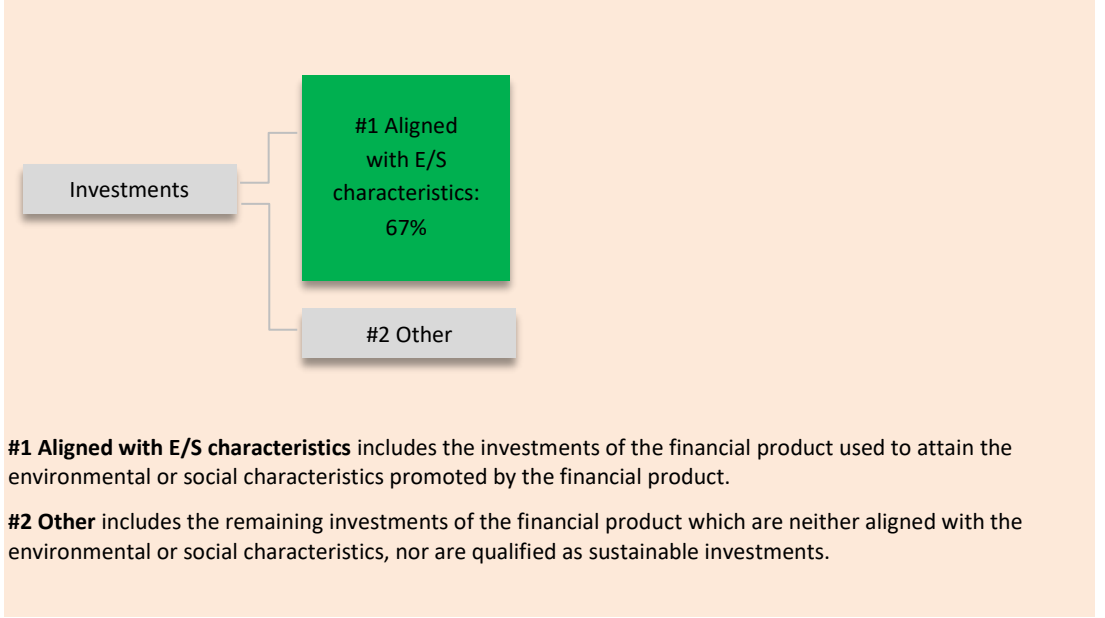 #1 Aligned
with E/S
characteristics:
67%
Investments
#2 Other
#1 Aligned with E/S characteristics includes the investments of the financial product used to attain the
environmental or social characteristics promoted by the financial product.
#2 Other includes the remaining investments of the financial product which are neither aligned with the
environmental or social characteristics, nor are qualified as sustainable investments.